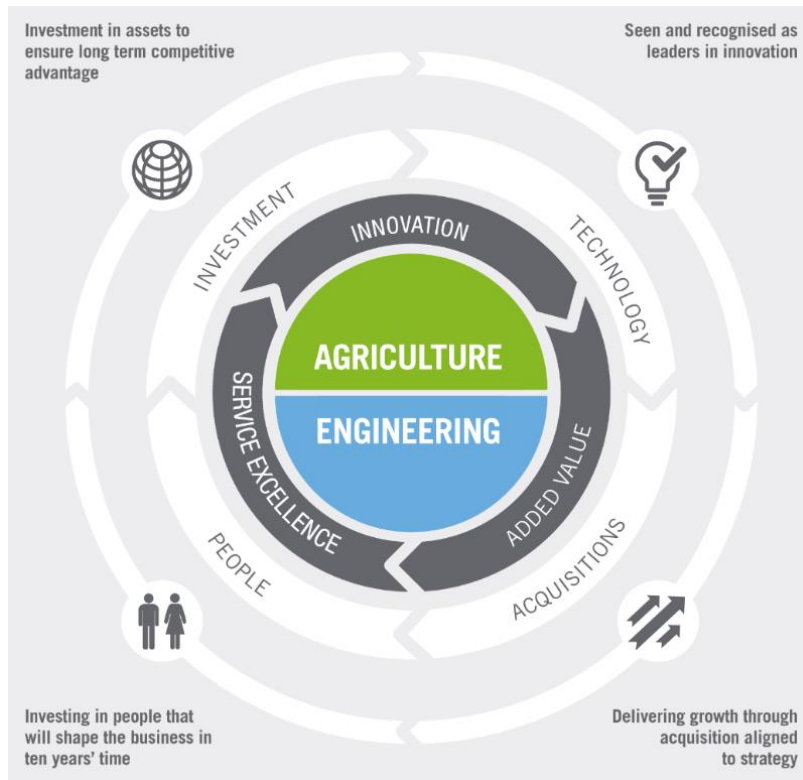 Investment in assets to
ensure long term competitive
advantage
Seen and recognised as
leaders in innovation
INVESTMENT
TECHNOLOGY
INNOVATION
AGRICULTURE
ENGINEERING
SERVICE EXCELLENCE
ADDED VALUE
PEOPLE
ACQUISITIONS
Investing in people that
will shape the business in
ten years' time
Delivering growth through
acquisition aligned
to strategy